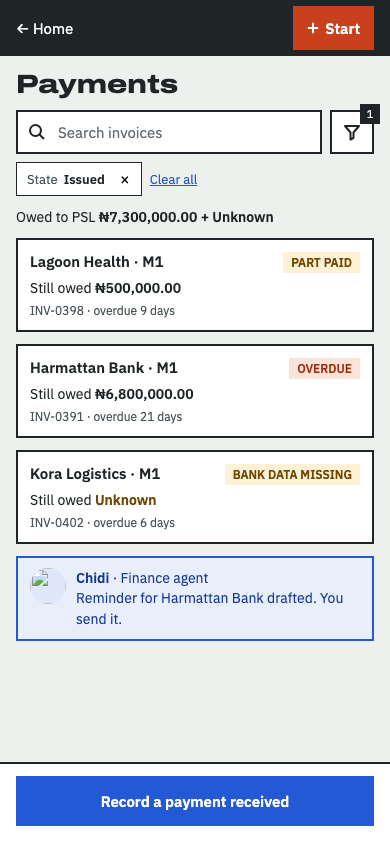 ← Home
+ Start
Payments
Search invoices
1
State Issued ×
Clear all
Owed to PSL ₦7,300,000.00 + Unknown
Lagoon Health · M1
PART PAID
Still owed ₦500,000.00
INV-0398 · overdue 9 days
Harmattan Bank · M1
OVERDUE
Still owed ₦6,800,000.00
INV-0391 · overdue 21 days
Kora Logistics · M1
BANK DATA MISSING
Still owed Unknown
INV-0402 · overdue 6 days
Chidi · Finance agent
Reminder for Harmattan Bank drafted. You
send it.
Record a payment received